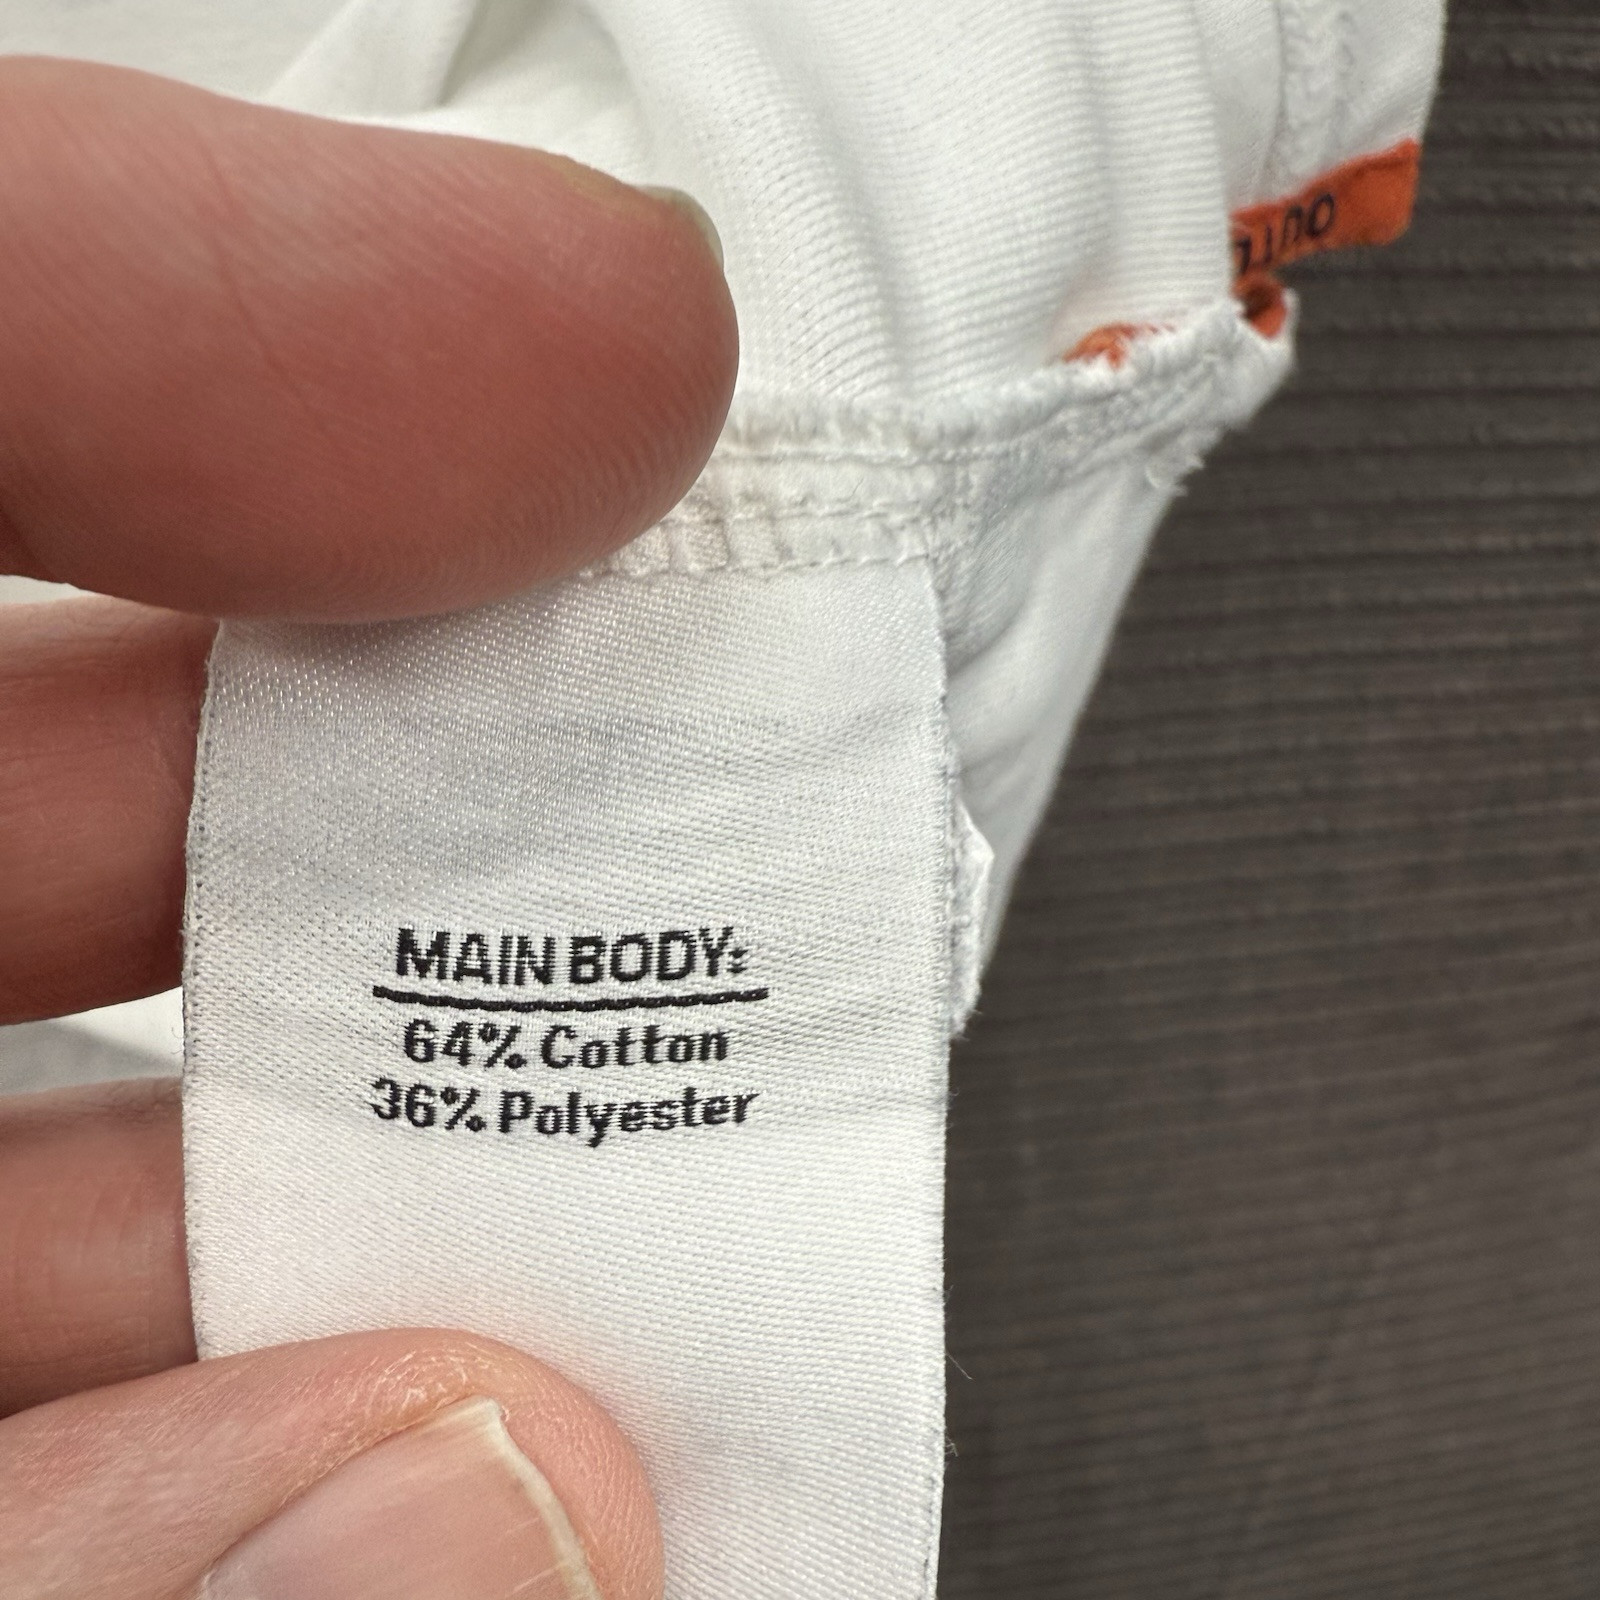 MAIN BODY:
64% Cotton
36% Polyester